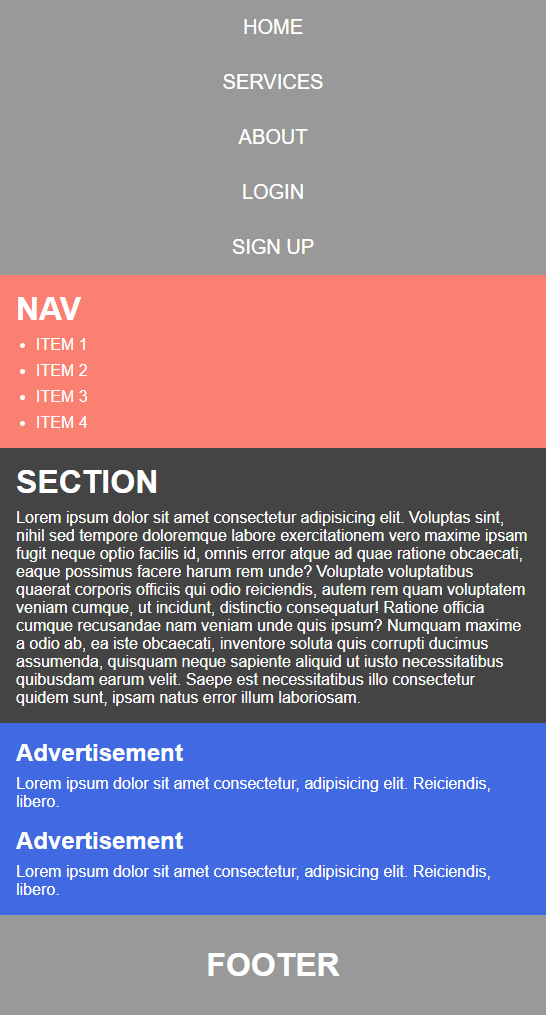 HOME
SERVICES
ABOUT
LOGIN
SIGN UP
NAV
• ITEM 1
• ITEM 2
• ITEM 3
• ITEM 4
SECTION
Lorem ipsum dolor sit amet consectetur adipisicing elit. Voluptas sint,
nihil sed tempore doloremque labore exercitationem vero maxime ipsam
fugit neque optio facilis id, omnis error atque ad quae ratione obcaecati,
eaque possimus facere harum rem unde? Voluptate voluptatibus
quaerat corporis officiis qui odio reiciendis, autem rem quam voluptatem
veniam cumque, ut incidunt, distinctio consequatur! Ratione officia
cumque recusandae nam veniam unde quis ipsum? Numquam maxime
a odio ab, ea iste obcaecati, inventore soluta quis corrupti ducimus
assumenda, quisquam neque sapiente aliquid ut iusto necessitatibus
quibusdam earum velit. Saepe est necessitatibus illo consectetur
quidem sunt, ipsam natus error illum laboriosam.
Advertisement
Lorem ipsum dolor sit amet consectetur, adipisicing elit. Reiciendis,
libero.
Advertisement
Lorem ipsum dolor sit amet consectetur, adipisicing elit. Reiciendis,
libero.
FOOTER